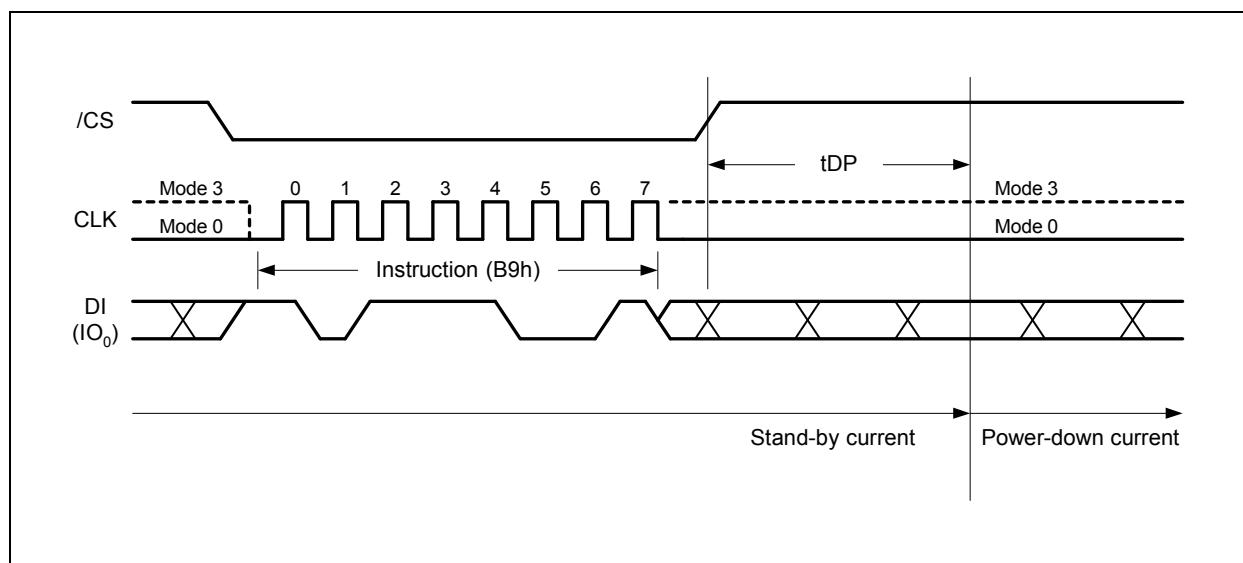 /CS
tDP
Mode 3
0 1 2 3 4 5 6 7
Mode 3
CLK
Mode 0
Mode 0
Instruction (B9h)
DI
(IO₀)
Stand-by current
Power-down current